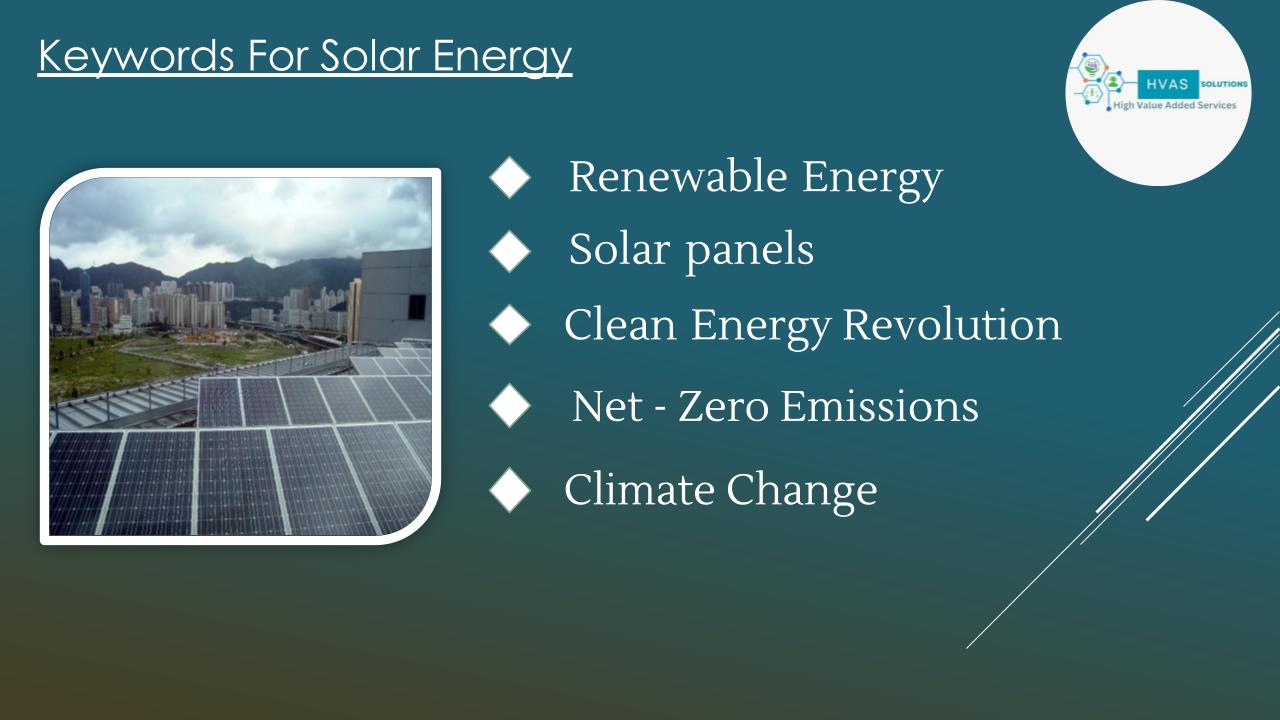 Keywords For Solar Energy
HVAS SOLUTIONS
High Value Added Services
Renewable Energy
Solar panels
Clean Energy Revolution
Net - Zero Emissions
Climate Change